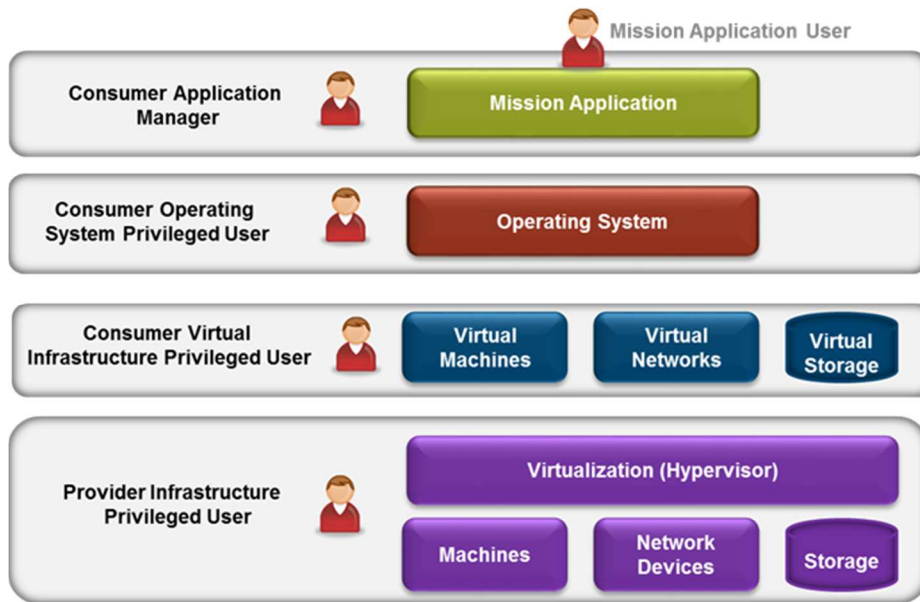 Mission Application User
Consumer Application
Manager
Mission Application
Consumer Operating
System Privileged User
Operating System
Consumer Virtual
Infrastructure Privileged User
Virtual
Machines
Virtual
Networks
Virtual
Storage
Provider Infrastructure
Privileged User
Virtualization (Hypervisor)
Machines
Network
Devices
Storage